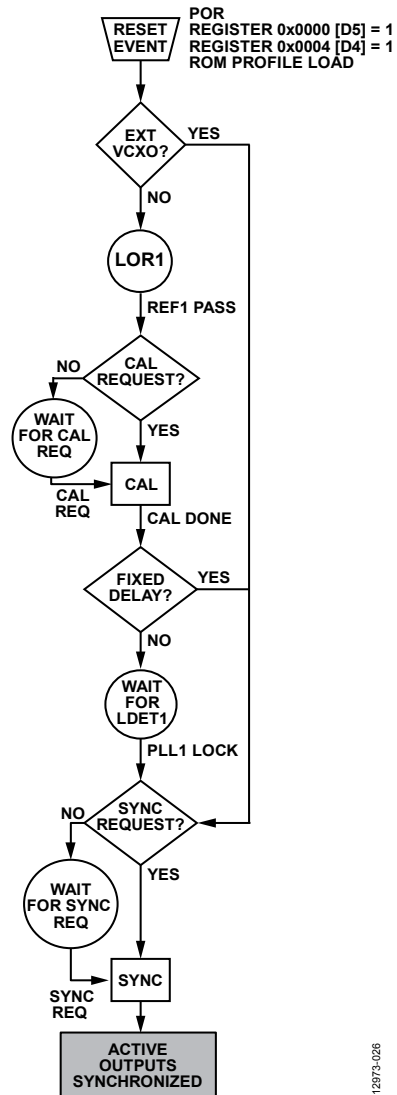 RESET
EVENT
POR
REGISTER 0x0000 [D5] = 1
REGISTER 0x0004 [D4] = 1
ROM PROFILE LOAD
EXT
VCXO?
YES
NO
LOR1
REF1 PASS
CAL
REQUEST?
NO
WAIT
FOR CAL
REQ
YES
CAL
REQ
CAL
CAL DONE
FIXED
DELAY?
YES
NO
WAIT
FOR
LDET1
PLL1 LOCK
SYNC
REQUEST?
NO
YES
WAIT
FOR SYNC
REQ
SYNC
REQ
SYNC
ACTIVE
OUTPUTS
SYNCHRONIZED
12973-026